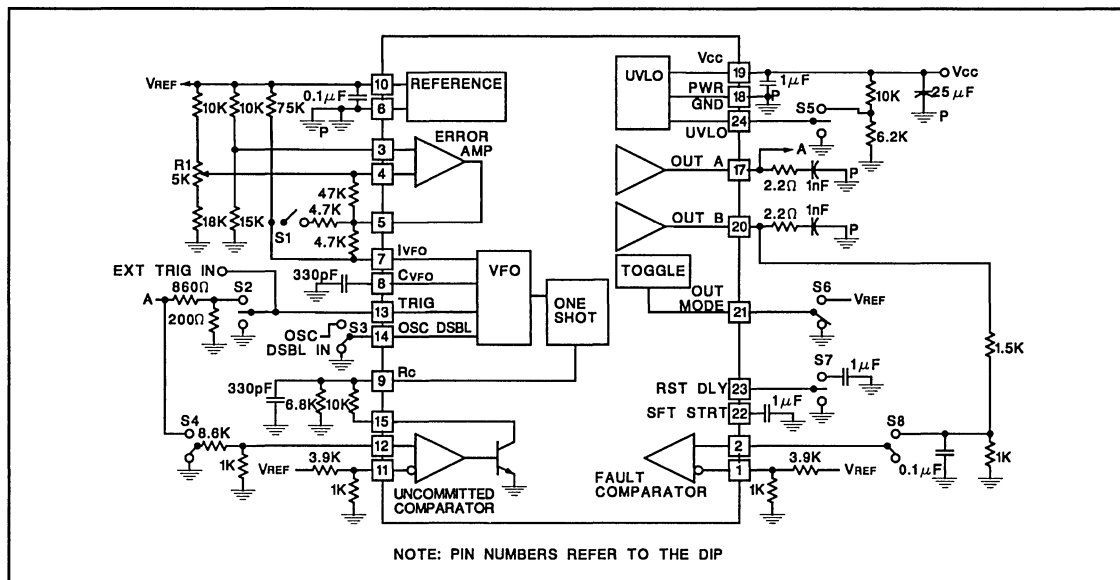 VREF
10K 10K 75K
0.1µF
P
10
6
REFERENCE
3
4
5
ERROR
AMP
R1
5K
47K
4.7K
18K
15K
S1
4.7K
IVFO
7
CVFO
8
330pF
EXT TRIG IN
A
860Ω
200Ω
S2
TRIG
13
S3
OSC
DSBL IN
OSC DSBL
14
VFO
ONE
SHOT
RC
9
330pF
6.8K
10K
15
S4
8.6K
1K
12
VREF
3.9K
11
1K
UNCOMMITTED
COMPARATOR
UVLO
VCC
19
1µF
VCC
PWR
GND
18
P
24
UVLO
S5
10K
6.2K
25µF
P
OUT A
17
A
2.2Ω
1nF
P
OUT B
20
2.2Ω
1nF
P
TOGGLE
OUT
MODE
21
S6
VREF
1.5K
RST DLY
23
S7
1µF
SFT STRT
22
1µF
2
S8
0.1µF
1K
FAULT
COMPARATOR
1
3.9K
VREF
1K
NOTE: PIN NUMBERS REFER TO THE DIP